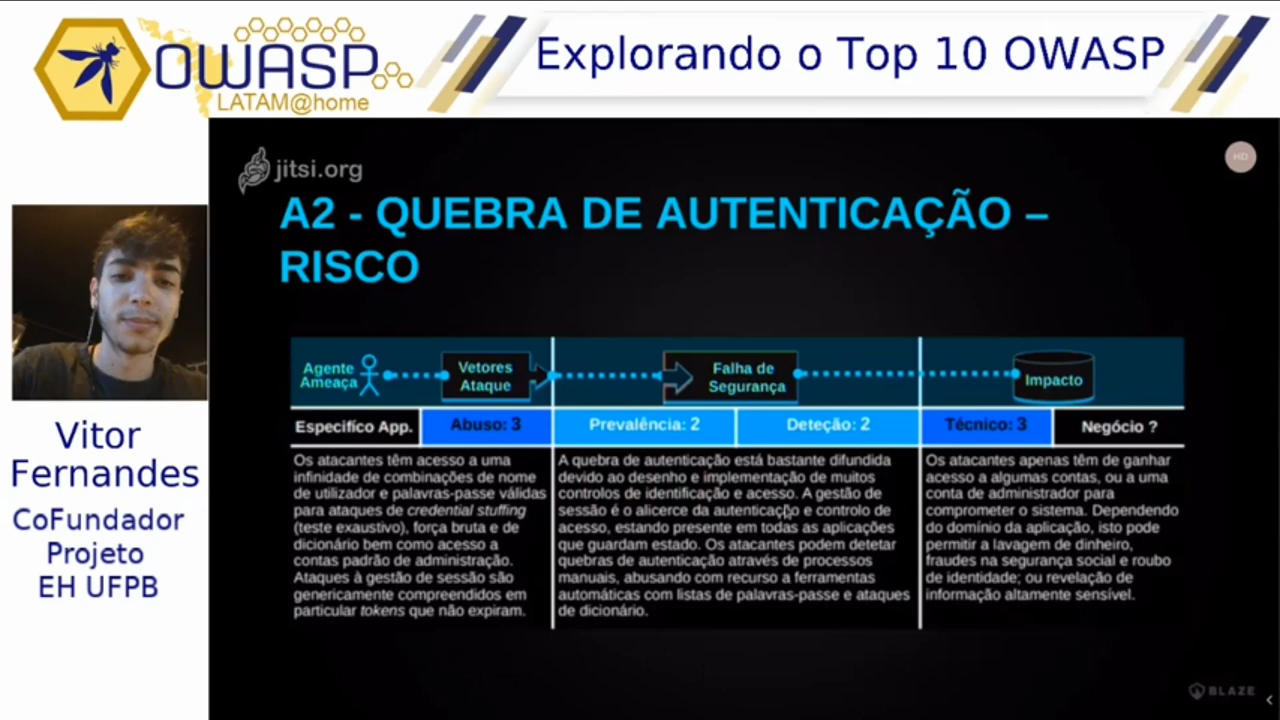 OWASP
LATAM@home
Explorando o Top 10 OWASP
jitsi.org
HD
A2 - QUEBRA DE AUTENTICAÇÃO –
RISCO
Agente
Ameaça
Vetores
Ataque
Falha de
Segurança
Impacto
Específico App.
Abuso: 3
Prevalência: 2
Deteção: 2
Técnico: 3
Negócio ?
Os atacantes têm acesso a uma
infinidade de combinações de nome
de utilizador e palavras-passe válidas
para ataques de credential stuffing
(teste exaustivo), força bruta e de
dicionário bem como acesso a
contas padrão de administração.
Ataques à gestão de sessão são
genericamente compreendidos em
particular tokens que não expiram.
A quebra de autenticação está bastante difundida
devido ao desenho e implementação de muitos
controlos de identificação e acesso. A gestão de
sessão é o alicerce da autenticação e controlo de
acesso, estando presente em todas as aplicações
que guardam estado. Os atacantes podem detetar
quebras de autenticação através de processos
manuais, abusando com recurso a ferramentas
automáticas com listas de palavras-passe e ataques
de dicionário.
Os atacantes apenas têm de ganhar
acesso a algumas contas, ou a uma
conta de administrador para
comprometer o sistema. Dependendo
do domínio da aplicação, isto pode
permitir a lavagem de dinheiro,
fraudes na segurança social e roubo
de identidade; ou revelação de
informação altamente sensível.
Vitor
Fernandes
CoFundador
Projeto
EH UFPB
BLAZE